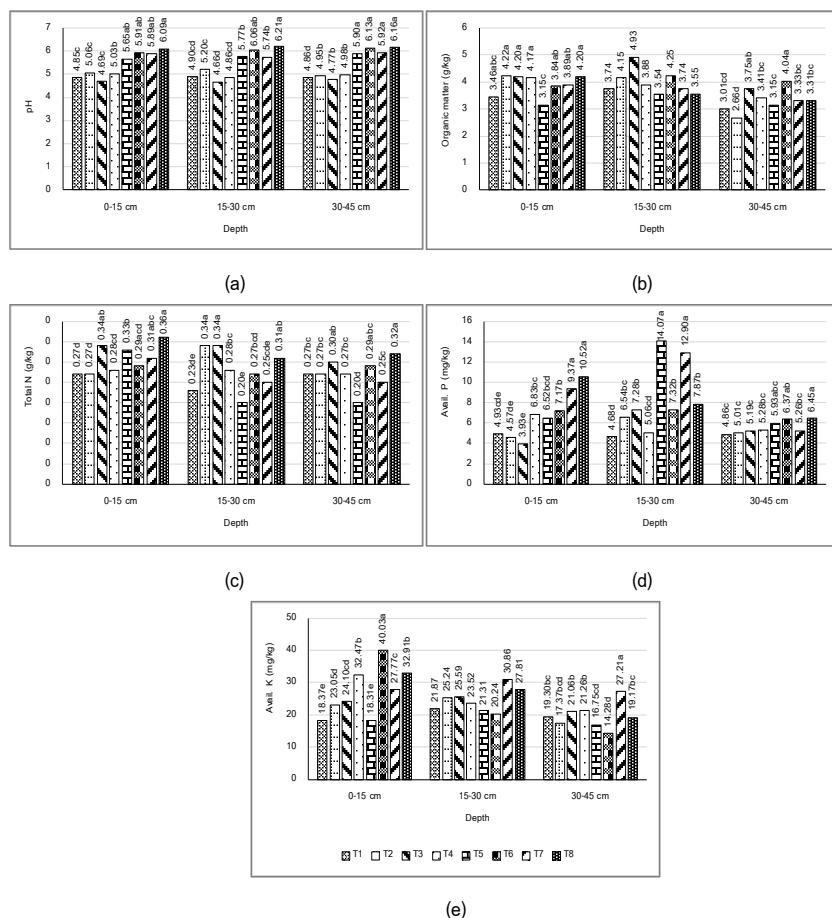 pH
7
6
5
4
3
2
1
0
4.85c
5.06c
4.69c
5.03b
5.65ab
5.91ab
5.89ab
6.09a
4.90cd
5.20c
4.66d
4.86cd
5.77b
6.06ab
5.74b
6.21a
4.86d
4.95b
4.77b
4.98b
5.90a
6.13a
5.92a
6.16a
0-15 cm
15-30 cm
30-45 cm
Depth
(a)
Organic matter (g/kg)
6
5
4
3
2
1
0
3.46abc
4.22a
4.20a
4.17a
3.15c
3.84ab
3.89ab
4.20a
3.74
4.15
4.93
3.88
3.54
4.25
3.74
3.55
3.01cd
2.66d
3.75ab
3.41bc
3.15c
4.04a
3.33bc
3.31bc
0-15 cm
15-30 cm
30-45 cm
Depth
(b)
Total N (g/kg)
0
0
0
0
0
0
0
0
0
0.27d
0.27d
0.34ab
0.28cd
0.33b
0.29acd
0.31abc
0.36a
0.23de
0.34a
0.34a
0.28bc
0.20e
0.27bcd
0.25cde
0.31ab
0.27bc
0.27bc
0.30ab
0.27bc
0.20d
0.29abc
0.25c
0.32a
0-15 cm
15-30 cm
30-45 cm
Depth
(c)
Avail. P (mg/kg)
16
14
12
10
8
6
4
2
0
4.93cde
4.57de
3.93e
6.83bc
6.52bcd
7.17b
9.37a
10.52a
4.68d
6.54bc
7.28b
5.06cd
4.07a
7.32b
12.90a
7.87b
4.86c
5.01c
5.19c
5.28bc
5.93abc
6.37ab
5.26bc
6.45a
0-15 cm
15-30 cm
30-45 cm
Depth
(d)
Avail. K (mg/kg)
50
40
30
20
10
0
18.37e
23.05d
24.10cd
32.47b
18.31e
40.03a
27.77c
32.91b
21.87
25.24
25.59
23.52
21.31
20.24
30.86
27.81
19.30bc
17.37bcd
21.06b
21.26b
16.75cd
14.28d
27.21a
19.17bc
0-15 cm
15-30 cm
30-45 cm
Depth
T1 T2 T3 T4 T5 T6 T7 T8
(e)